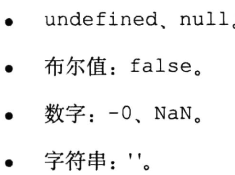 • undefined、null。
• 布尔值：false。
• 数字：-0、NaN。
• 字符串：''。